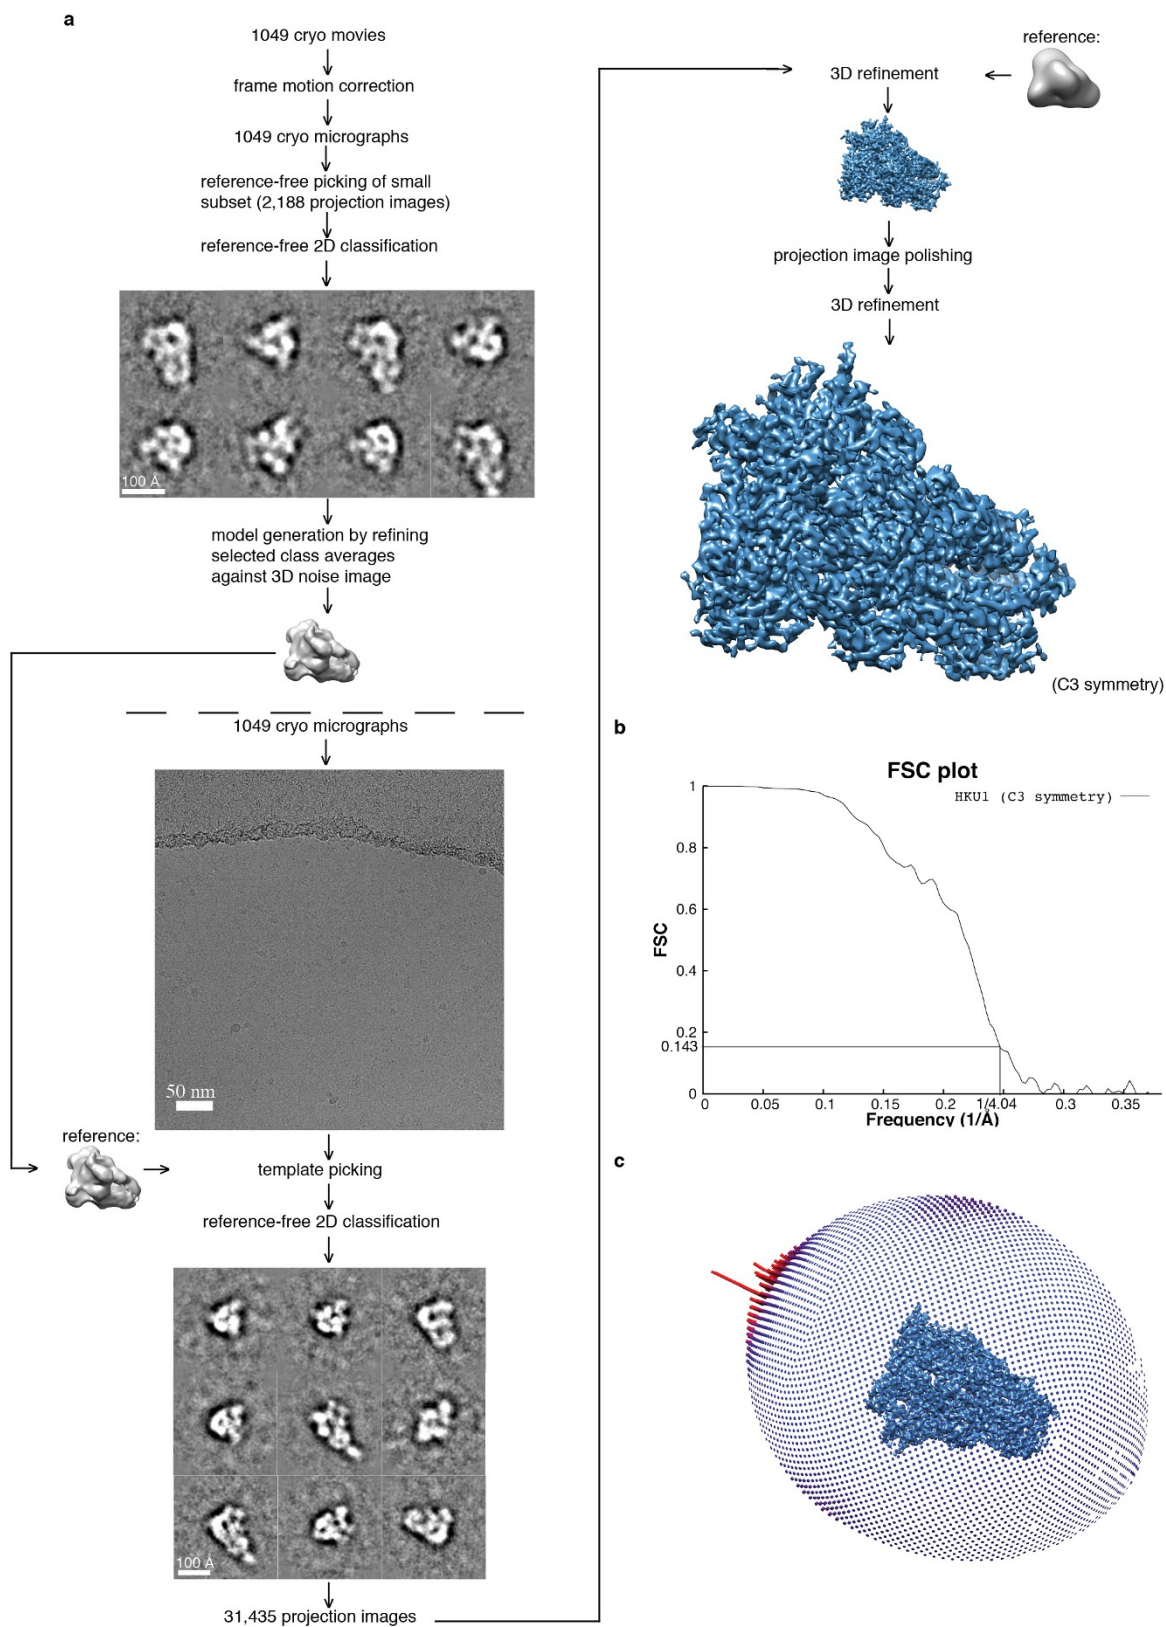 a
1049 cryo movies
frame motion correction
1049 cryo micrographs
reference-free picking of small
subset (2,188 projection images)
reference-free 2D classification
100 Å
model generation by refining
selected class averages
against 3D noise image
1049 cryo micrographs
50 nm
reference:
template picking
reference-free 2D classification
100 Å
31,435 projection images
reference:
3D refinement
projection image polishing
3D refinement
(C3 symmetry)
b
FSC plot
HKU1 (C3 symmetry)
1
0.8
0.6
FSC
0.4
0.2
0.143
0
0 0.05 0.1 0.15 0.2 1/4.04 0.3 0.35
Frequency (1/Å)
c